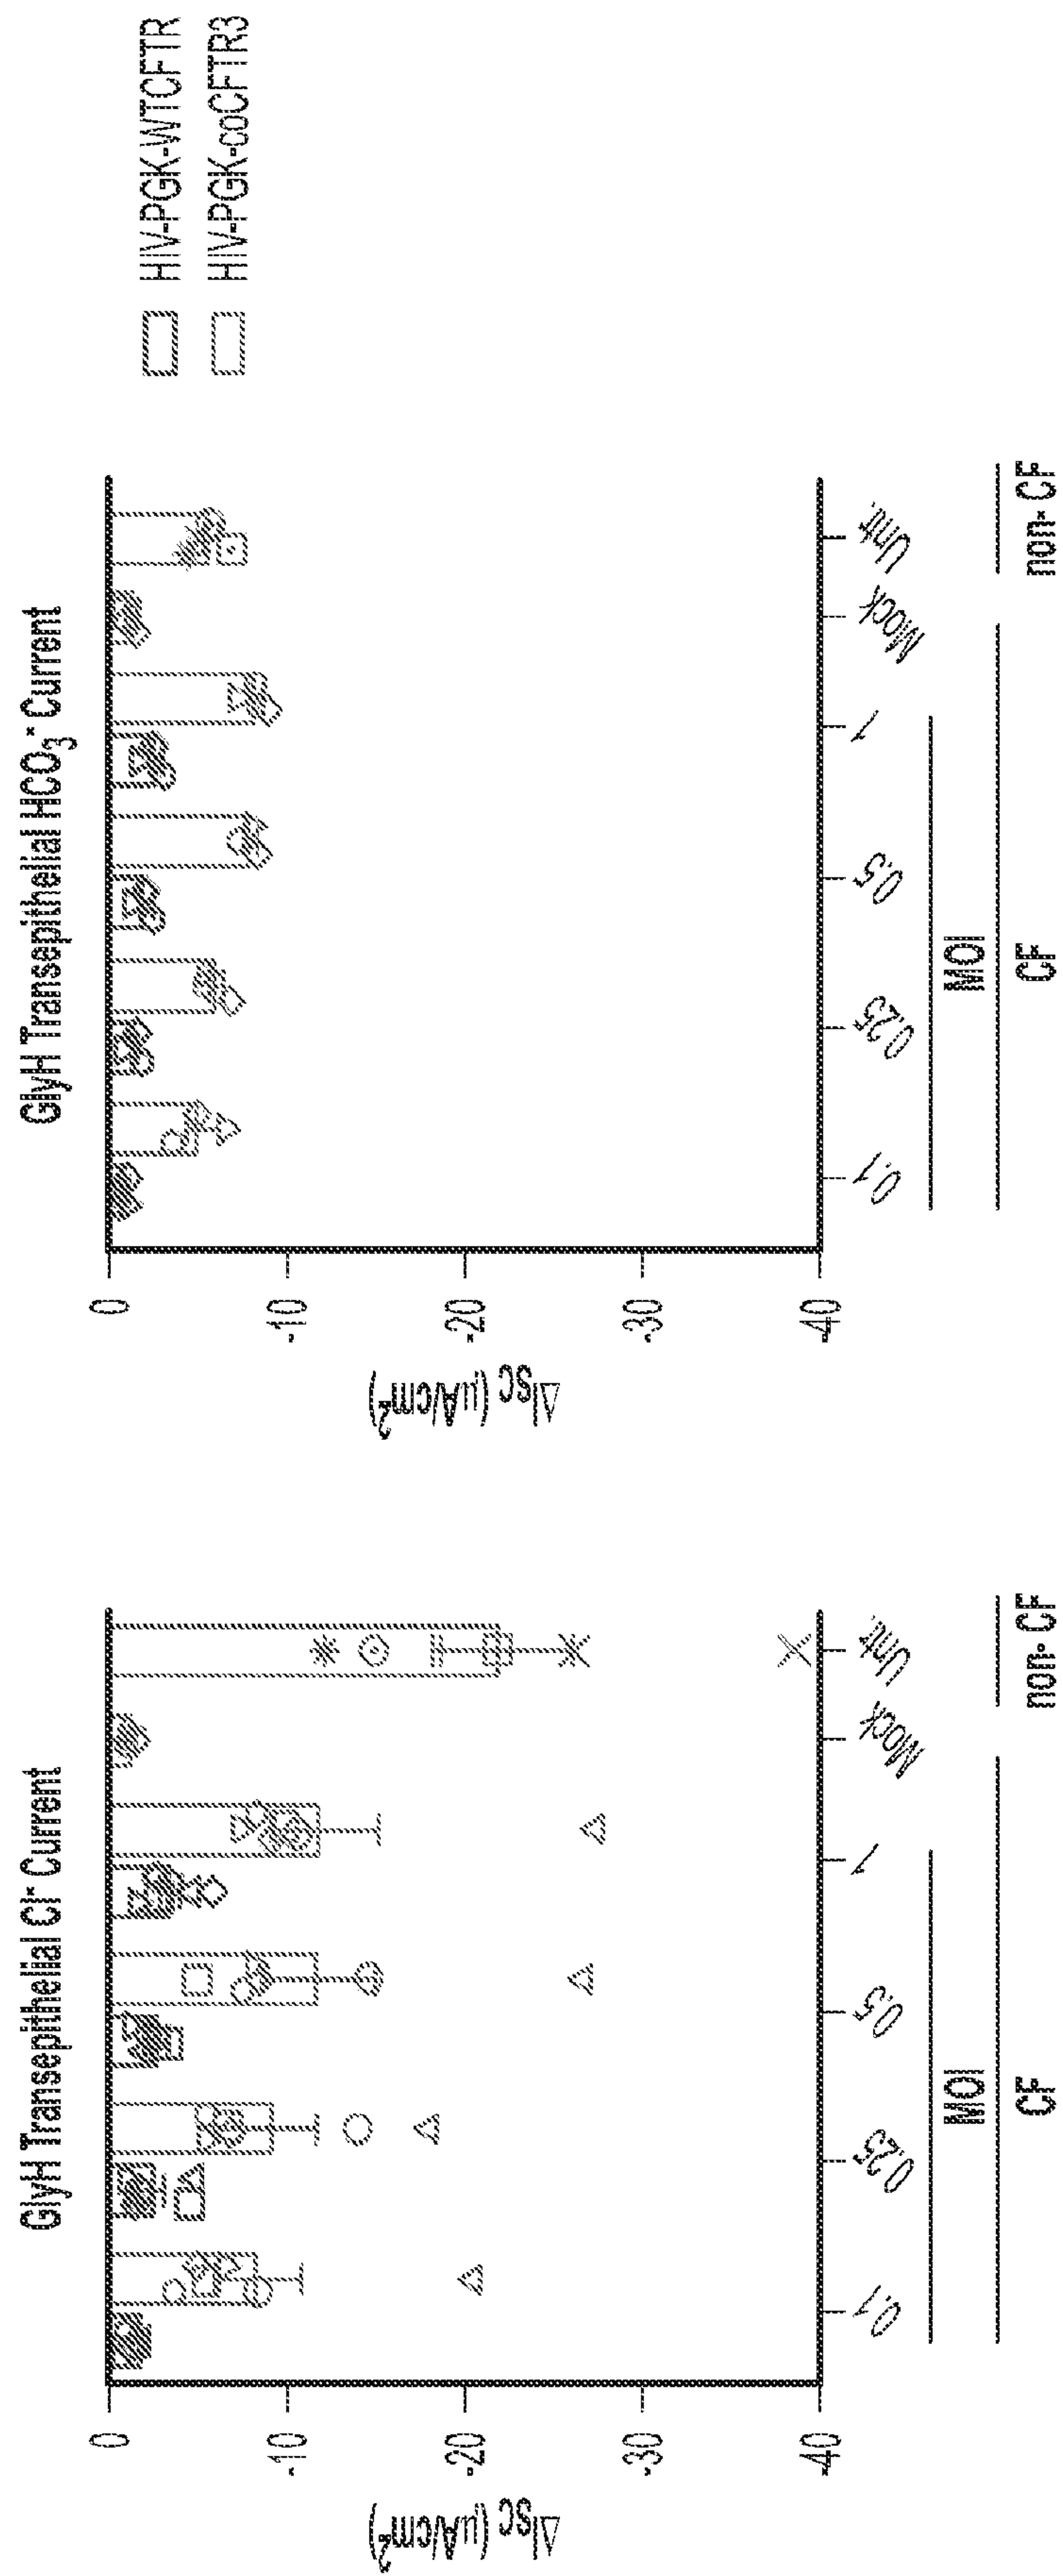 GlyH Transepithelial Cl⁻ Current
ΔIsc (µA/cm²)
0
-10
-20
-30
-40
0.1
0.25
0.5
1
Mock
Unt.
MOI
CF
non- CF
GlyH Transepithelial HCO₃⁻ Current
ΔIsc (µA/cm²)
0
-10
-20
-30
-40
0.1
0.25
0.5
1
Mock
Unt.
MOI
CF
non- CF
HIV-PGK-WTCFTR
HIV-PGK-coCFTR3